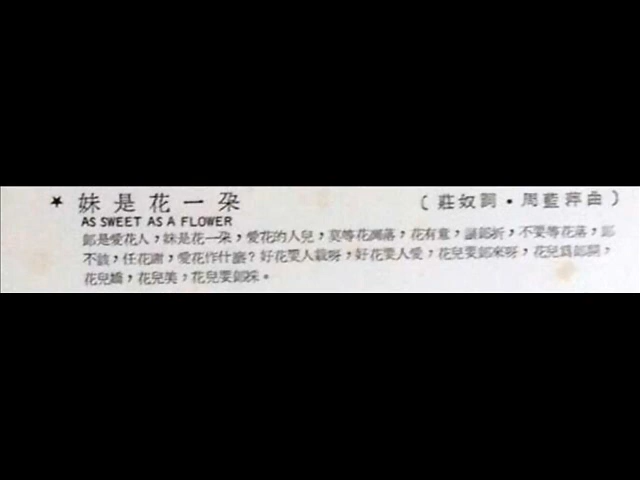 ★ 妹是花一朶 （莊奴詞・周藍萍曲）
AS SWEET AS A FLOWER
郎是愛花人，妹是花一朶，愛花的人兒，莫等花凋落，花有意，讓郎折，不要等花落，郎
不該，任花謝，愛花作什麼？好花要人栽呀，好花要人愛，花兒要郎來呀，花兒爲郎開，
花兒嬌，花兒美，花兒要郎採。